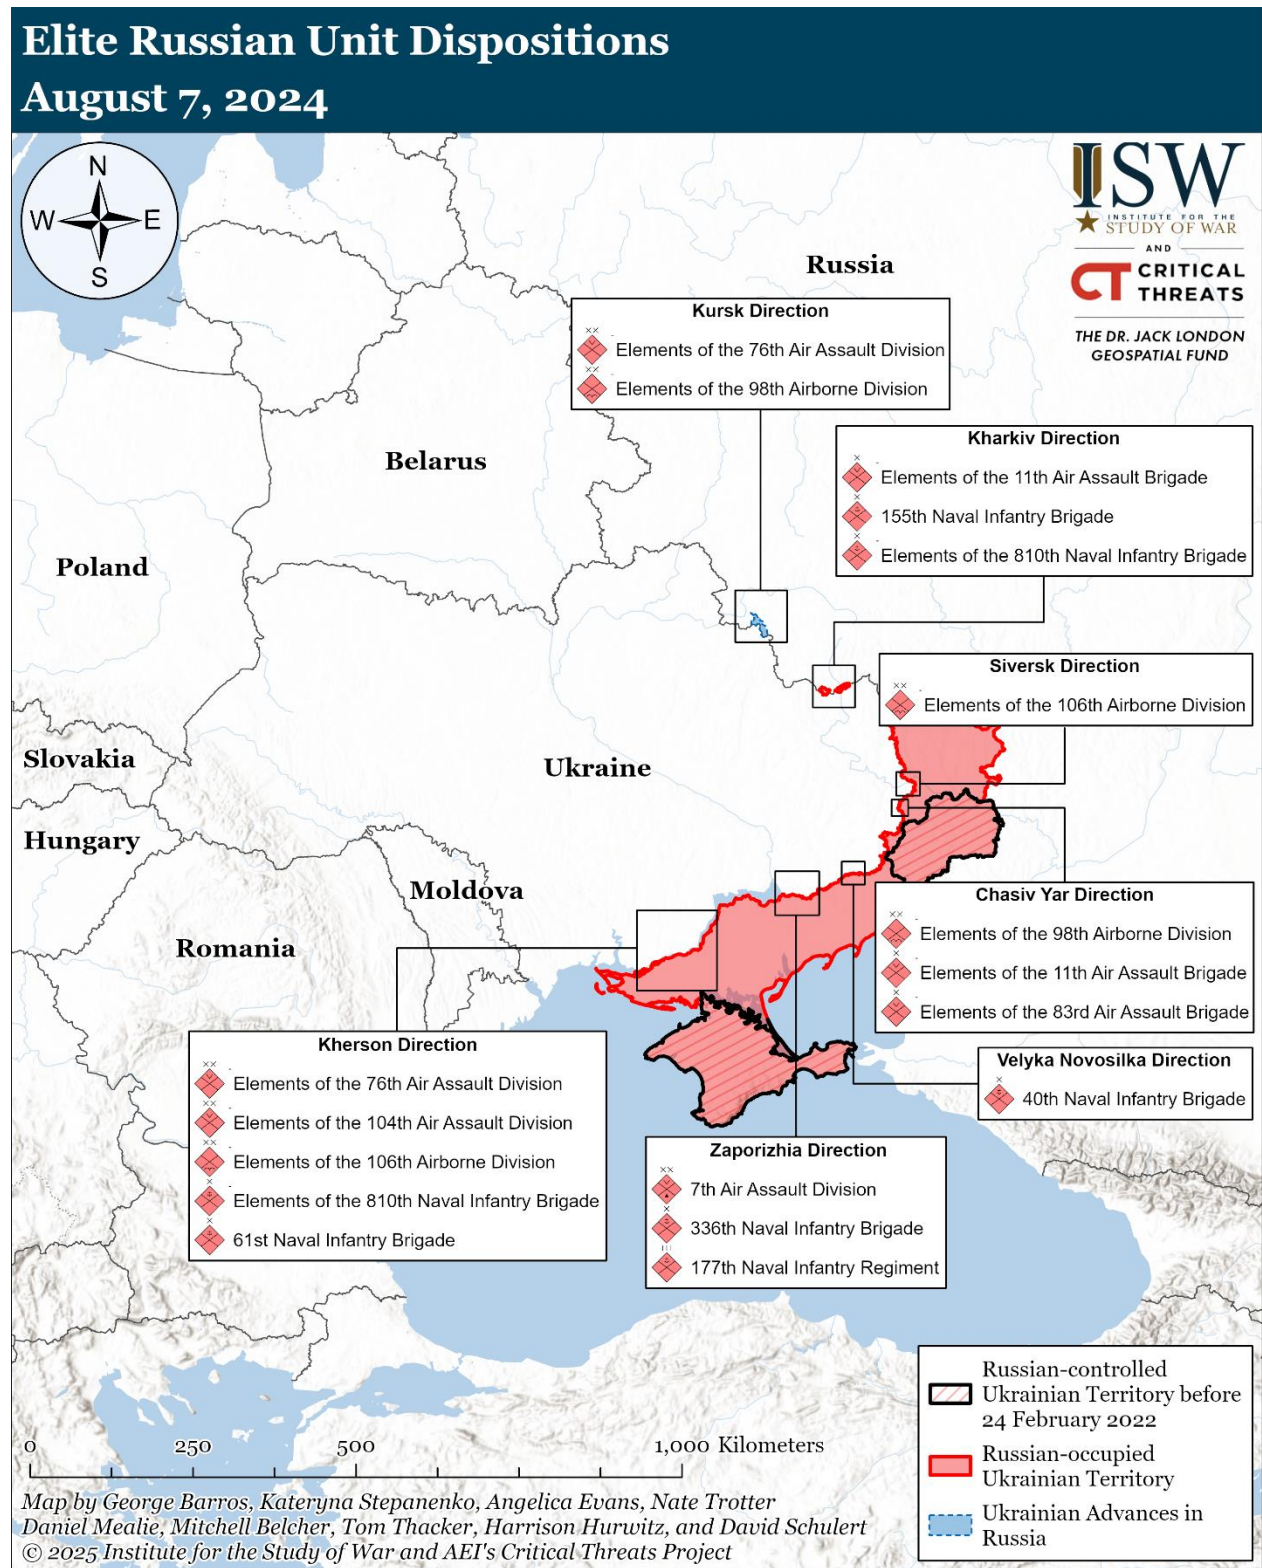 Elite Russian Unit Dispositions
August 7, 2024
N
W
E
S
ISW
INSTITUTE FOR THE
STUDY OF WAR
AND
CT CRITICAL
THREATS
THE DR. JACK LONDON
GEOSPATIAL FUND
Russia
Kursk Direction
Elements of the 76th Air Assault Division
Elements of the 98th Airborne Division
Kharkiv Direction
Elements of the 11th Air Assault Brigade
155th Naval Infantry Brigade
Elements of the 810th Naval Infantry Brigade
Belarus
Poland
Siversk Direction
Elements of the 106th Airborne Division
Slovakia
Ukraine
Hungary
Moldova
Romania
Chasiv Yar Direction
Elements of the 98th Airborne Division
Elements of the 11th Air Assault Brigade
Elements of the 83rd Air Assault Brigade
Kherson Direction
Elements of the 76th Air Assault Division
Elements of the 104th Air Assault Division
Elements of the 106th Airborne Division
Elements of the 810th Naval Infantry Brigade
61st Naval Infantry Brigade
Velyka Novosilka Direction
40th Naval Infantry Brigade
Zaporizhia Direction
7th Air Assault Division
336th Naval Infantry Brigade
177th Naval Infantry Regiment
Russian-controlled
Ukrainian Territory before
24 February 2022
Russian-occupied
Ukrainian Territory
Ukrainian Advances in
Russia
0 250 500 1,000 Kilometers
Map by George Barros, Kateryna Stepanenko, Angelica Evans, Nate Trotter
Daniel Mealie, Mitchell Belcher, Tom Thacker, Harrison Hurwitz, and David Schulert
© 2025 Institute for the Study of War and AEI's Critical Threats Project